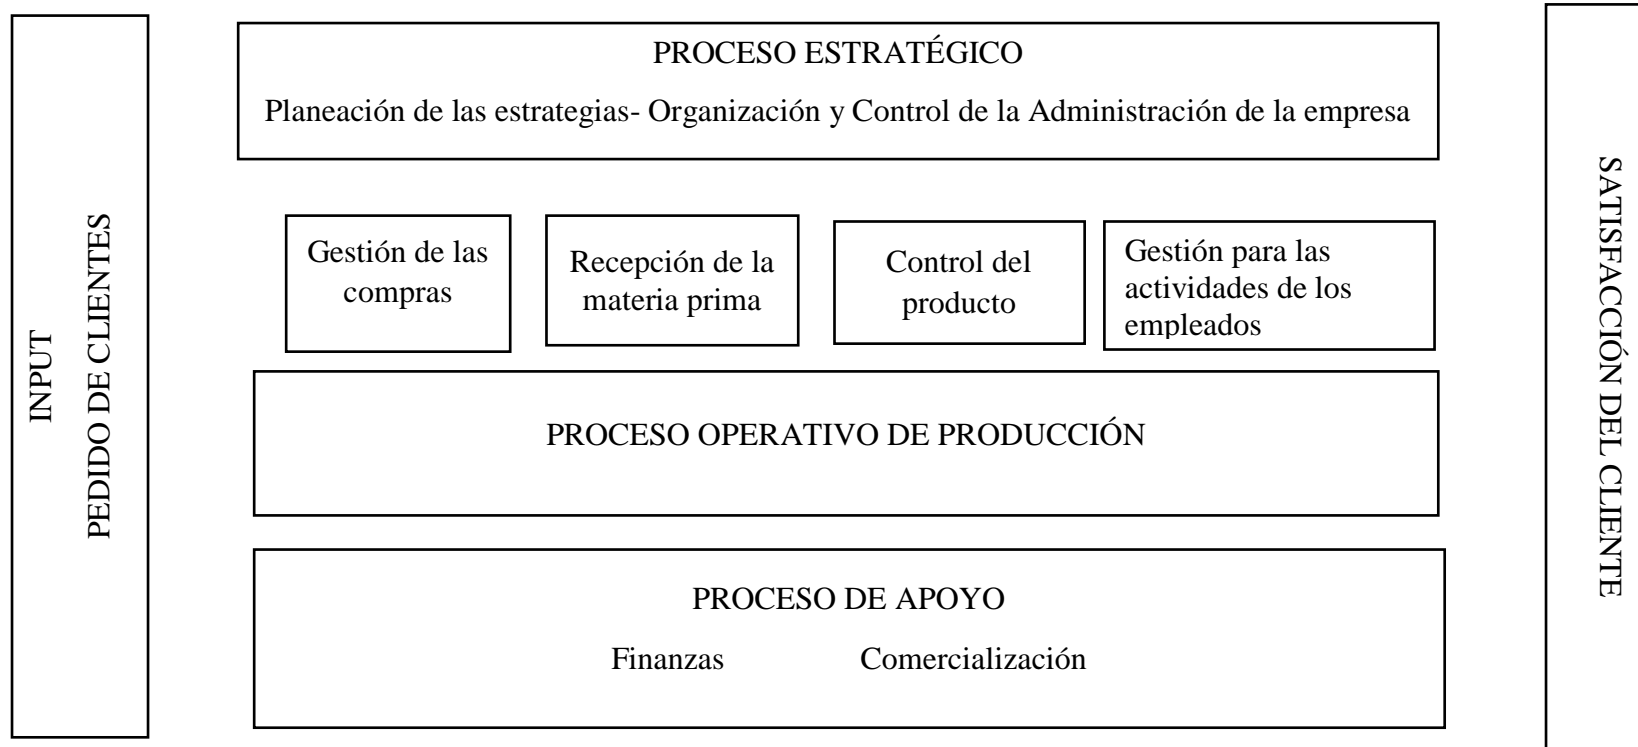 INPUT
PEDIDO DE CLIENTES
PROCESO ESTRATÉGICO
Planeación de las estrategias- Organización y Control de la Administración de la empresa
Gestión de las
compras
Recepción de la
materia prima
Control del
producto
Gestión para las
actividades de los
empleados
PROCESO OPERATIVO DE PRODUCCIÓN
PROCESO DE APOYO
Finanzas Comercialización
SATISFACCIÓN DEL CLIENTE